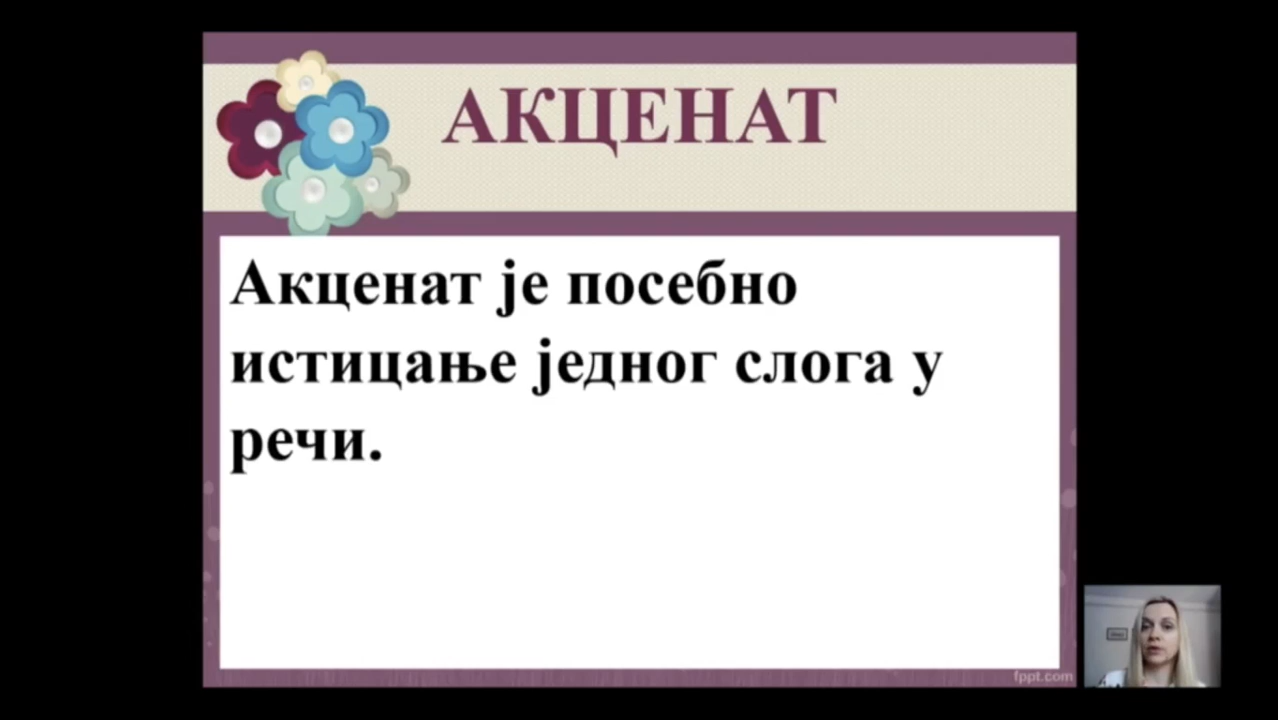 АКЦЕНАТ
Акценат је посебно
истицање једног слога у
речи.
fppt.com